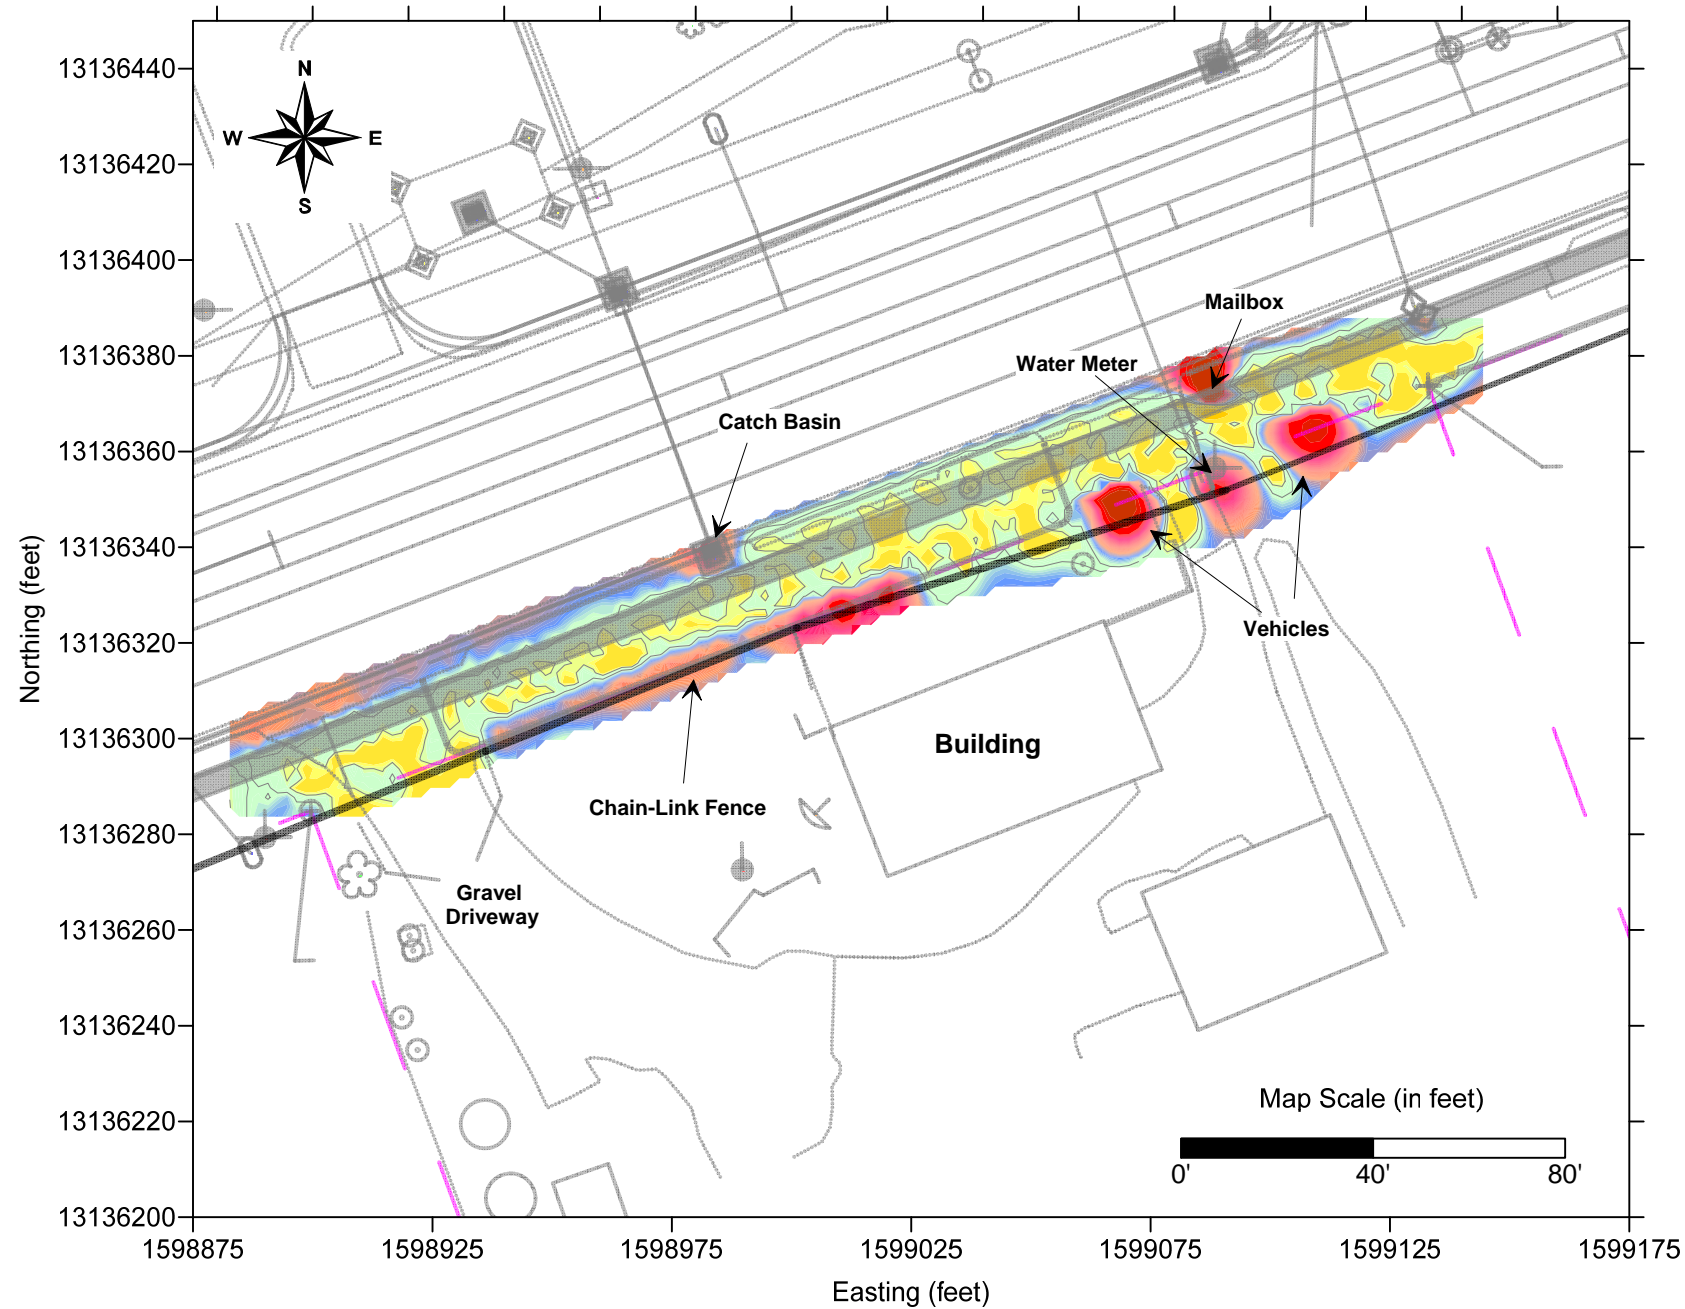 13136440
13136420
13136400
13136380
13136360
13136340
13136320
13136300
13136280
13136260
13136240
13136220
13136200
Northing (feet)
N
W
E
S
Mailbox
Water Meter
Catch Basin
Vehicles
Building
Chain-Link Fence
Gravel
Driveway
Map Scale (in feet)
0'
40'
80'
1598875
1598925
1598975
1599025
1599075
1599125
1599175
Easting (feet)